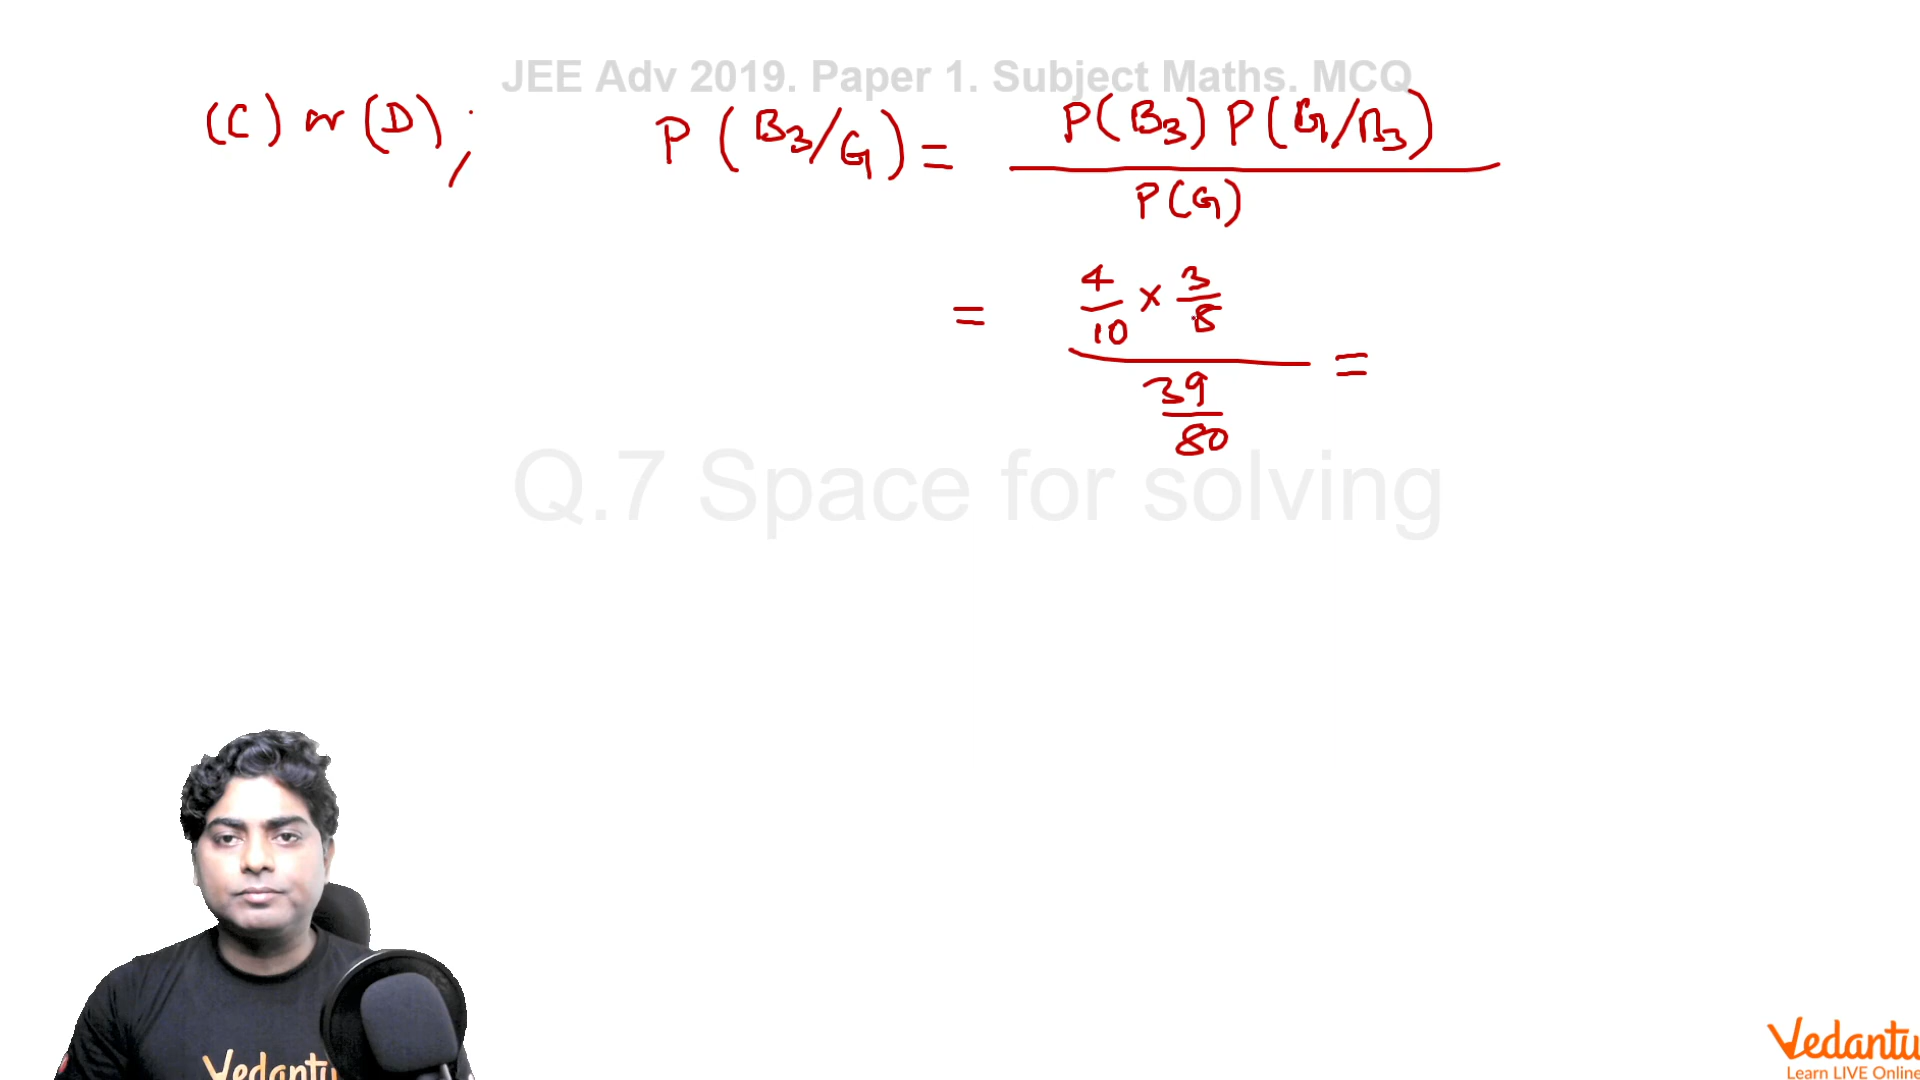 JEE Adv 2019. Paper 1. Subject Maths. MCQ
(C) or (D) ; P(B₃/G) = P(B₃) P(G/B₃)
P(G)
= 4/10 × 3/8
39/80 =
Q.7 Space for solving
Vedantu
Vedantu
Learn LIVE Online